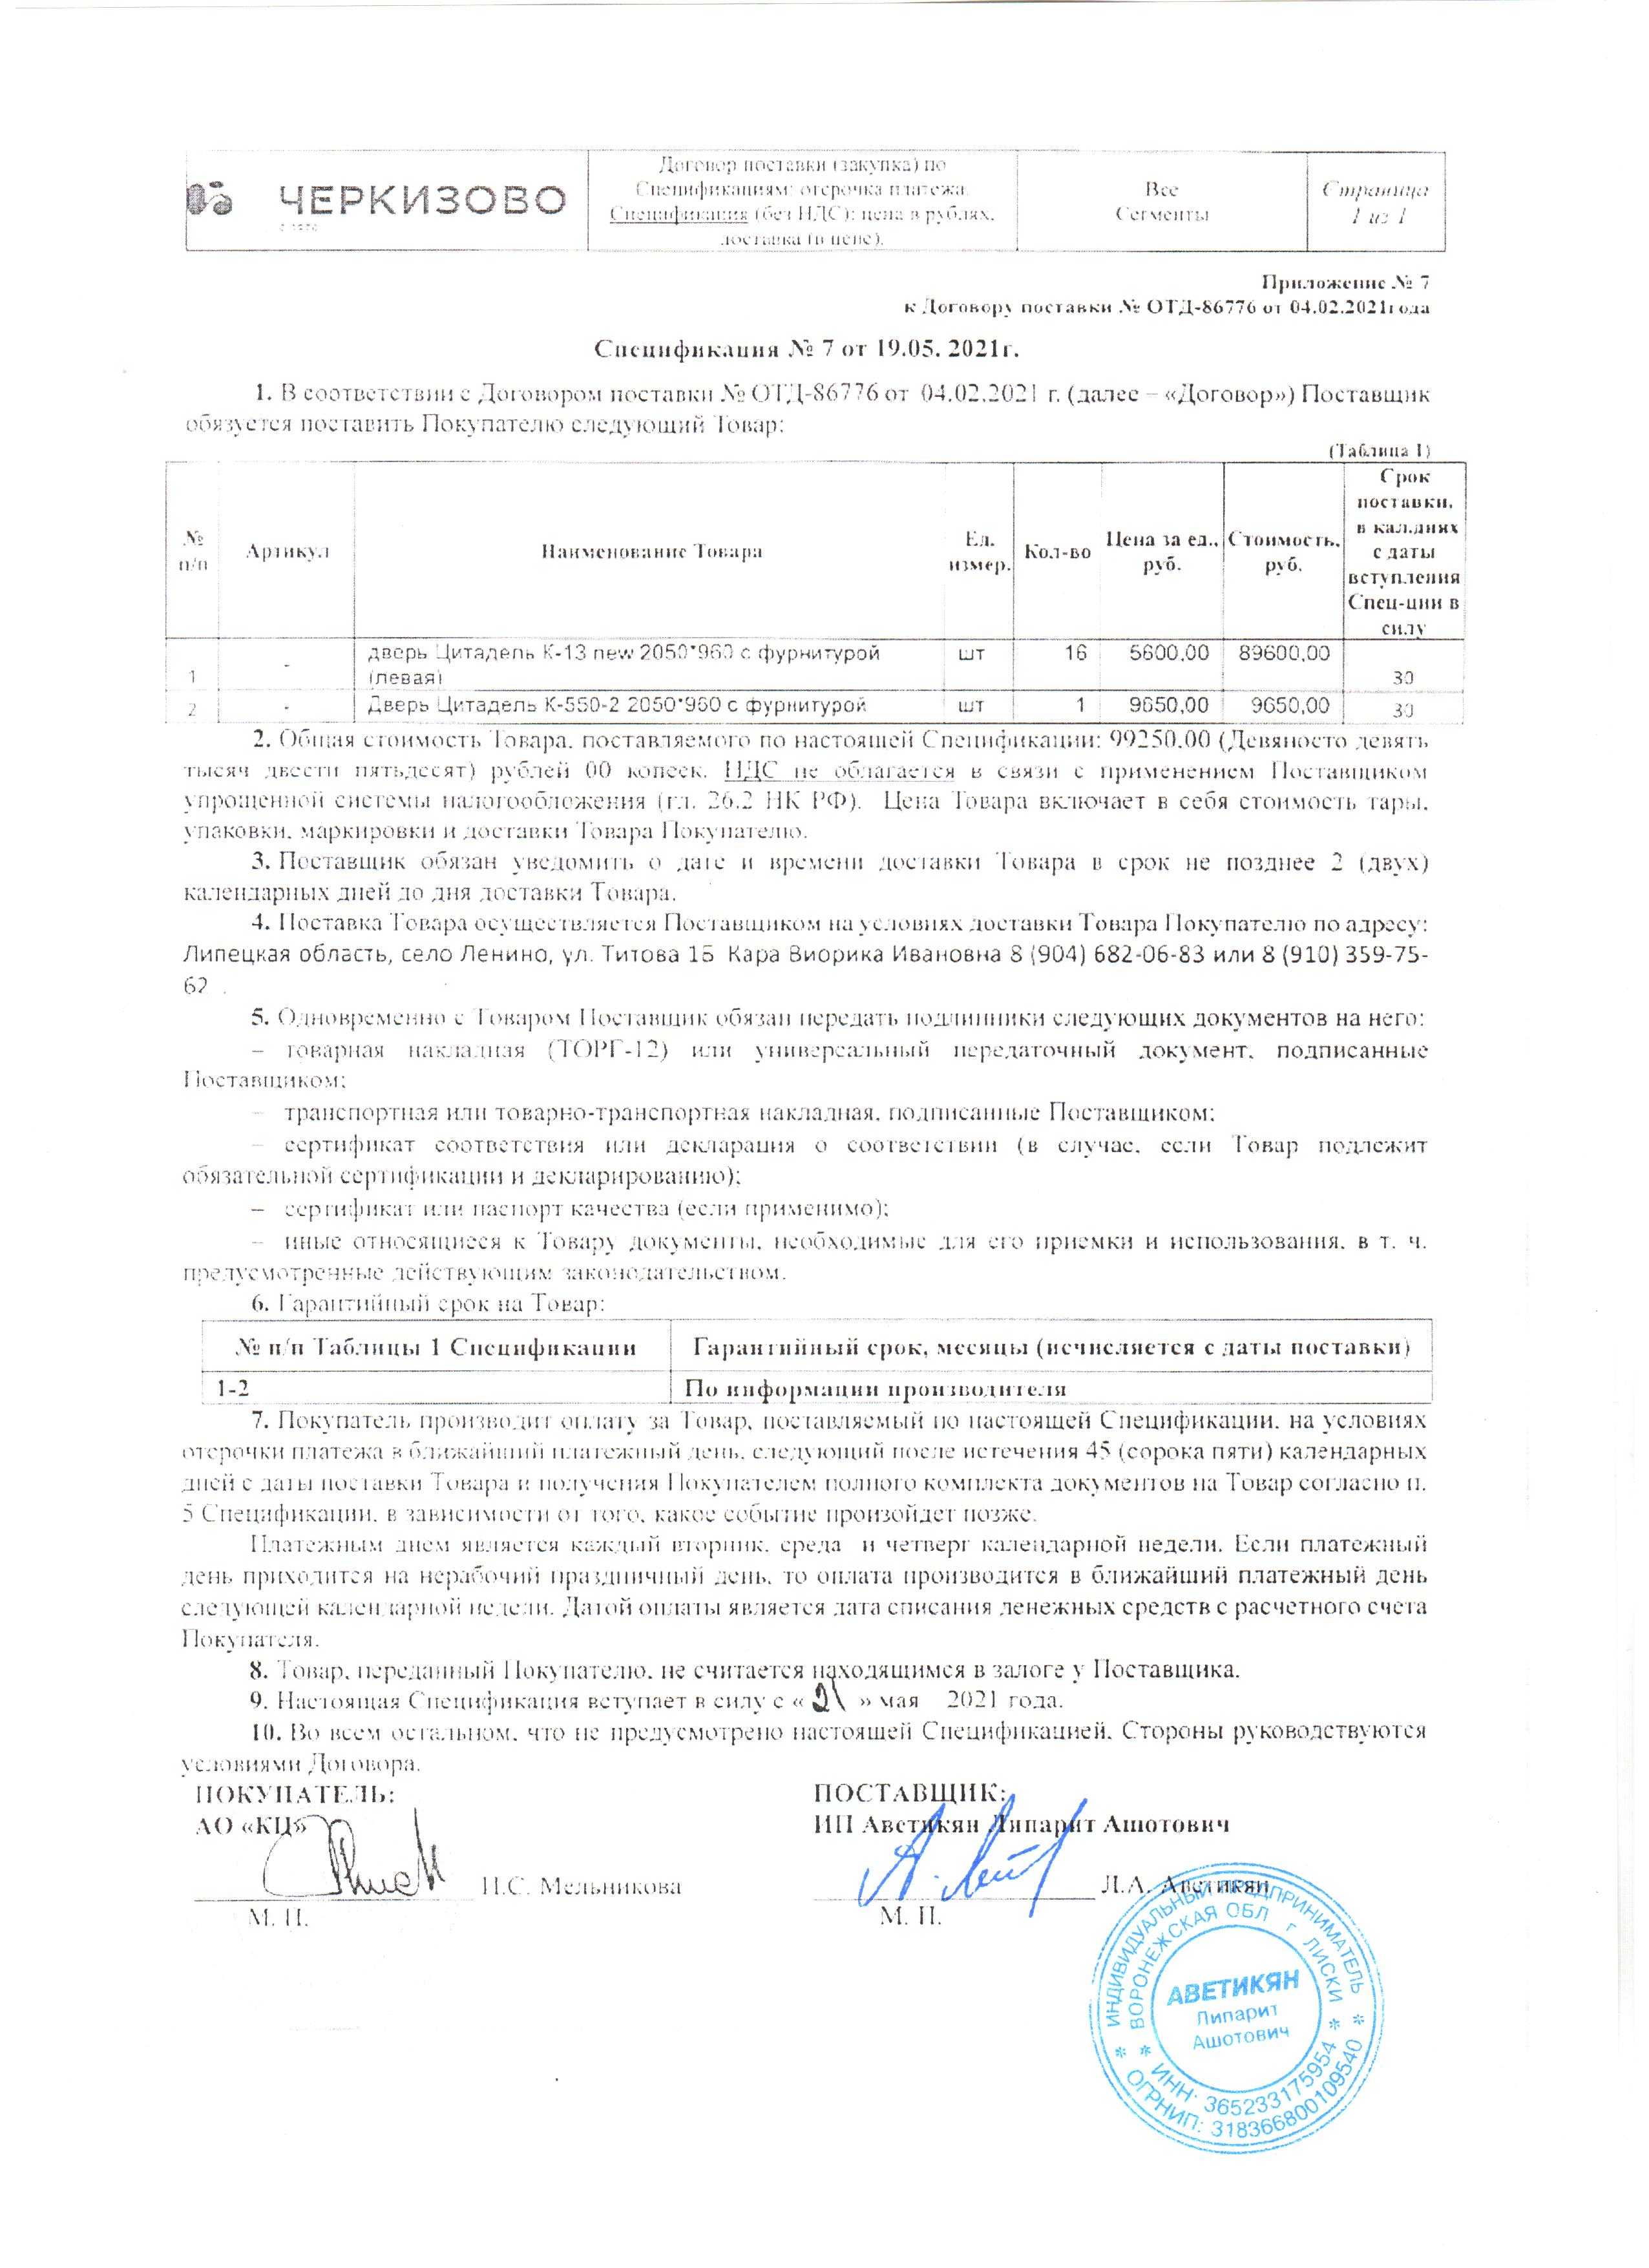 ЧЕРКИЗОВО
Договор поставки (закупка) по
Спецификациям; отсрочка платежа.
Спецификация (без НДС): цена в рублях,
доставка (в цене).
Все
Сегменты
Страница
1 из 1
Приложение № 7
к Договору поставки № ОТД-86776 от 04.02.2021года
Спецификация № 7 от 19.05. 2021г.
1. В соответствии с Договором поставки № ОТД-86776 от 04.02.2021 г. (далее – «Договор») Поставщик
обязуется поставить Покупателю следующий Товар:
(Таблица 1)
№ п/п Артикул Наименование Товара Ед. измер. Кол-во Цена за ед., руб. Стоимость, руб. Срок поставки, в кал.днях с даты вступления Спец-ции в силу
1 - дверь Цитадель К-13 new 2050*960 с фурнитурой (левая) шт 16 5600,00 89600,00 30
2 - Дверь Цитадель К-550-2 2050*960 с фурнитурой шт 1 9650,00 9650,00 30
2. Общая стоимость Товара, поставляемого по настоящей Спецификации: 99250,00 (Девяносто девять
тысяч двести пятьдесят) рублей 00 копеек. НДС не облагается в связи с применением Поставщиком
упрощенной системы налогообложения (гл. 26.2 НК РФ). Цена Товара включает в себя стоимость тары,
упаковки, маркировки и доставки Товара Покупателю.
3. Поставщик обязан уведомить о дате и времени доставки Товара в срок не позднее 2 (двух)
календарных дней до дня доставки Товара.
4. Поставка Товара осуществляется Поставщиком на условиях доставки Товара Покупателю по адресу:
Липецкая область, село Ленино, ул. Титова 1Б Кара Виорика Ивановна 8 (904) 682-06-83 или 8 (910) 359-75-
62 .
5. Одновременно с Товаром Поставщик обязан передать подлинники следующих документов на него:
– товарная накладная (ТОРГ-12) или универсальный передаточный документ, подписанные
Поставщиком;
– транспортная или товарно-транспортная накладная, подписанные Поставщиком;
– сертификат соответствия или декларация о соответствии (в случае, если Товар подлежит
обязательной сертификации и декларированию);
– сертификат или паспорт качества (если применимо);
– иные относящиеся к Товару документы, необходимые для его приемки и использования, в т. ч.
предусмотренные действующим законодательством.
6. Гарантийный срок на Товар:
№ п/п Таблицы 1 Спецификации Гарантийный срок, месяцы (исчисляется с даты поставки)
1-2 По информации производителя
7. Покупатель производит оплату за Товар, поставляемый по настоящей Спецификации, на условиях
отсрочки платежа в ближайший платежный день, следующий после истечения 45 (сорока пяти) календарных
дней с даты поставки Товара и получения Покупателем полного комплекта документов на Товар согласно п.
5 Спецификации, в зависимости от того, какое событие произойдет позже.
Платежным днем является каждый вторник, среда и четверг календарной недели. Если платежный
день приходится на нерабочий праздничный день, то оплата производится в ближайший платежный день
следующей календарной недели. Датой оплаты является дата списания денежных средств с расчетного счета
Покупателя.
8. Товар, переданный Покупателю, не считается находящимся в залоге у Поставщика.
9. Настоящая Спецификация вступает в силу с « 21 » мая 2021 года.
10. Во всем остальном, что не предусмотрено настоящей Спецификацией, Стороны руководствуются
условиями Договора.
ПОКУПАТЕЛЬ: ПОСТАВЩИК:
АО «КЦ» ИП Аветикян Липарит Ашотович
Н.С. Мельникова Л.А. Аветикян
М. П. М. П.
ИНДИВИДУАЛЬНЫЙ ПРЕДПРИНИМАТЕЛЬ
ВОРОНЕЖСКАЯ ОБЛ г ЛИСКИ
АВЕТИКЯН
Липарит
Ашотович
ИНН: 365233175954
ОГРНИП: 318366800109540